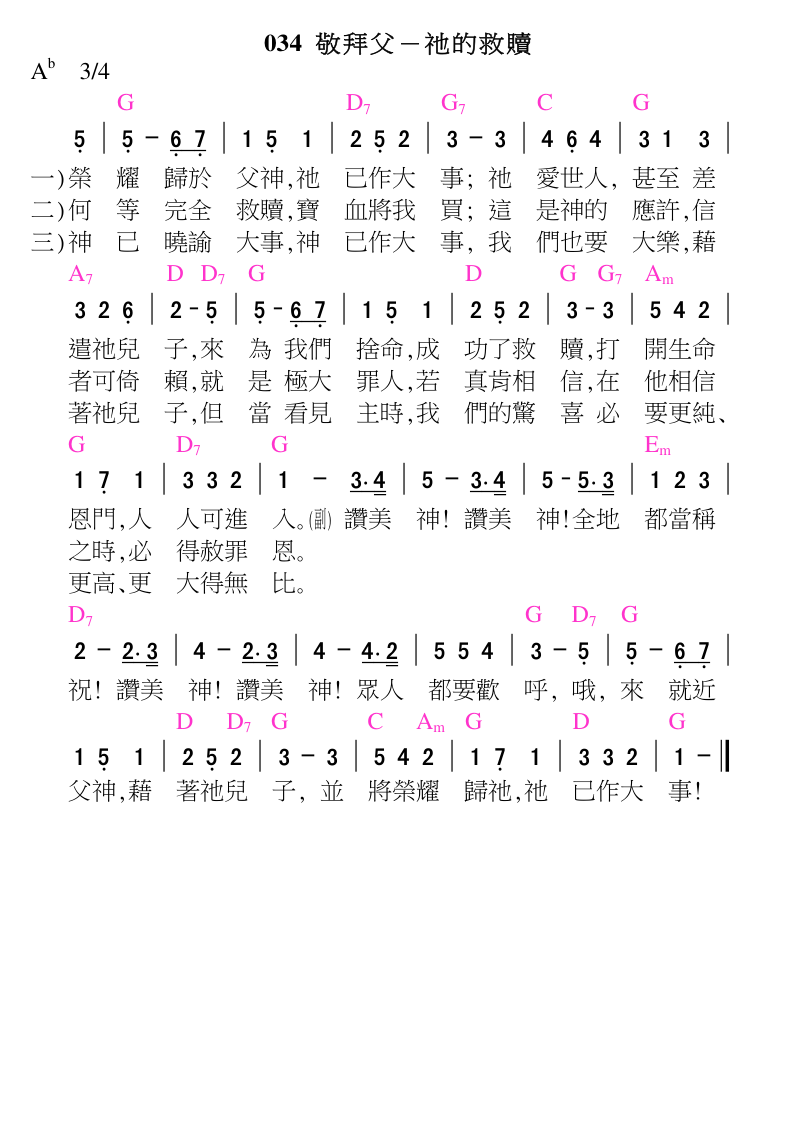 034 敬拜父－祂的救贖
A♭ 3/4
G D7 G7 C G
5 | 5 - 6 7 | 1 5 1 | 2 5 2 | 3 - 3 | 4 6 4 | 3 1 3 |
一)榮 耀 歸於 父神,祂 已作大 事; 祂 愛世人, 甚至 差
二)何 等 完全 救贖,寶 血將我 買; 這 是神的 應許,信
三)神 已 曉諭 大事,神 已作大 事, 我 們也要 大樂,藉
A7 D D7 G D G G7 Am
3 2 6 | 2 - 5 | 5 - 6 7 | 1 5 1 | 2 5 2 | 3 - 3 | 5 4 2 |
遣祂兒 子,來 為 我們 捨命,成 功了救 贖,打 開生命
者可倚 賴,就 是 極大 罪人,若 真肯相 信,在 他相信
著祂兒 子,但 當 看見 主時,我 們的驚 喜 必 要更純、
G D7 G Em
1 7 1 | 3 3 2 | 1 - 3. 4 | 5 - 3. 4 | 5 - 5. 3 | 1 2 3 |
恩門,人 人可進 入。(副) 讚美 神! 讚美 神!全地 都當稱
之時,必 得赦罪 恩。
更高、更 大得無 比。
D7 G D7 G
2 - 2. 3 | 4 - 2. 3 | 4 - 4. 2 | 5 5 4 | 3 - 5 | 5 - 6 7 |
祝! 讚美 神! 讚美 神! 眾人 都要歡 呼, 哦, 來 就近
D D7 G C Am G D G
1 5 1 | 2 5 2 | 3 - 3 | 5 4 2 | 1 7 1 | 3 3 2 | 1 - ‖
父神,藉 著祂兒 子, 並 將榮耀 歸祂,祂 已作大 事!